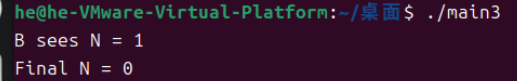 he@he-VMware-Virtual-Platform:~/桌面$ ./main3
B sees N = 1
Final N = 0